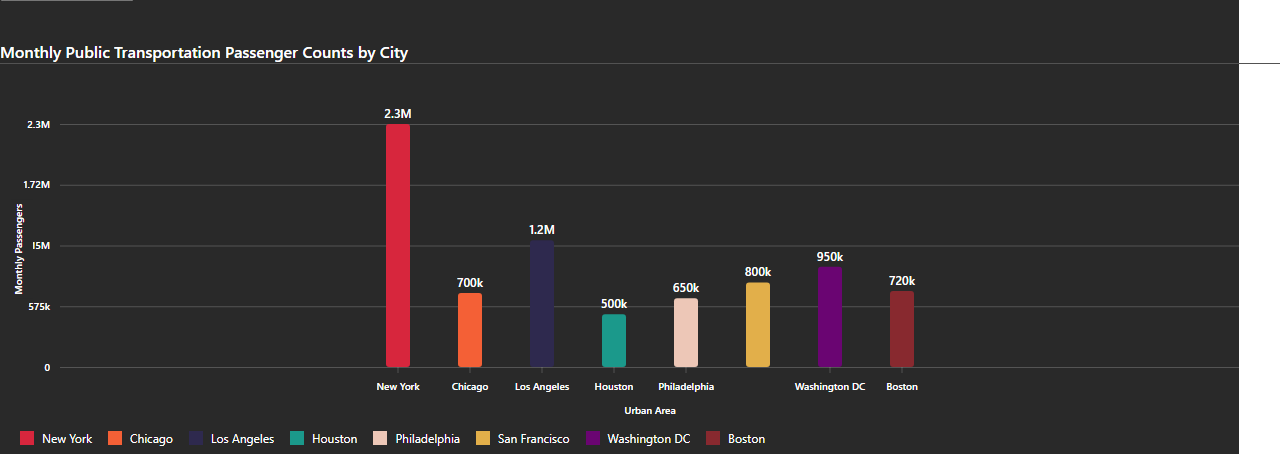 Monthly Public Transportation Passenger Counts by City
2.3M
2.3M
1.72M
15M
575k
0
Monthly Passengers
700k
1.2M
500k
650k
800k
950k
720k
New York
Chicago
Los Angeles
Houston
Philadelphia
Washington DC
Boston
Urban Area
New York
Chicago
Los Angeles
Houston
Philadelphia
San Francisco
Washington DC
Boston